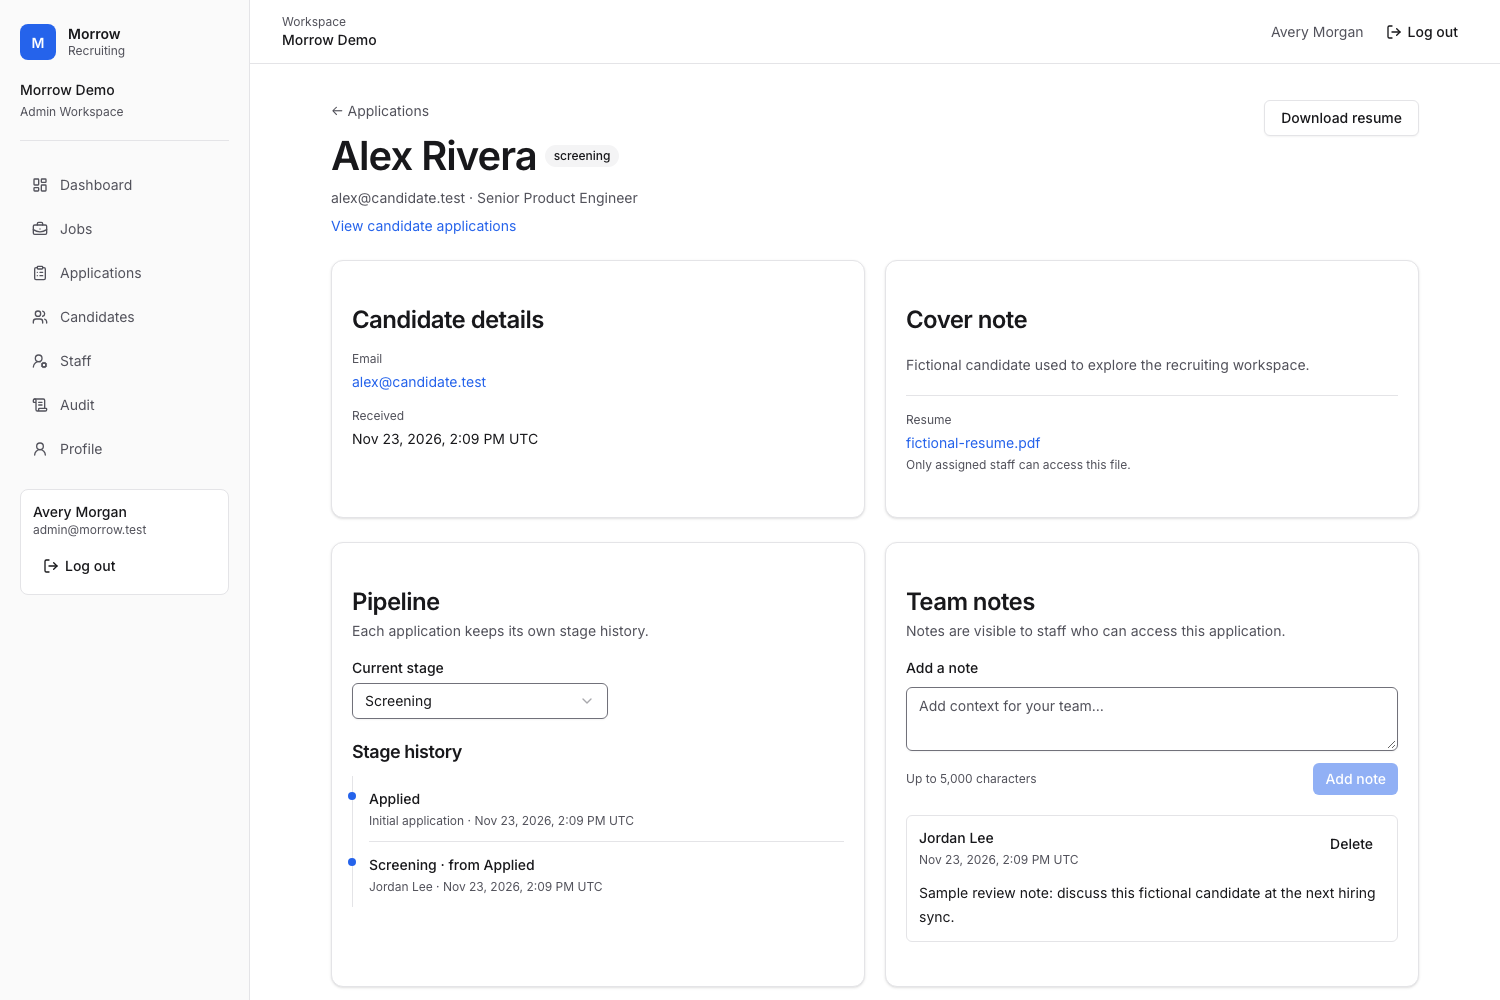 M
Morrow
Recruiting
Morrow Demo
Admin Workspace
Dashboard
Jobs
Applications
Candidates
Staff
Audit
Profile
Avery Morgan
admin@morrow.test
Log out
Workspace
Morrow Demo
Avery Morgan
Log out
← Applications
Download resume
Alex Rivera screening
alex@candidate.test · Senior Product Engineer
View candidate applications
Candidate details
Email
alex@candidate.test
Received
Nov 23, 2026, 2:09 PM UTC
Cover note
Fictional candidate used to explore the recruiting workspace.
Resume
fictional-resume.pdf
Only assigned staff can access this file.
Pipeline
Each application keeps its own stage history.
Current stage
Screening
Stage history
Applied
Initial application · Nov 23, 2026, 2:09 PM UTC
Screening · from Applied
Jordan Lee · Nov 23, 2026, 2:09 PM UTC
Team notes
Notes are visible to staff who can access this application.
Add a note
Add context for your team...
Up to 5,000 characters
Add note
Jordan Lee
Nov 23, 2026, 2:09 PM UTC
Delete
Sample review note: discuss this fictional candidate at the next hiring
sync.